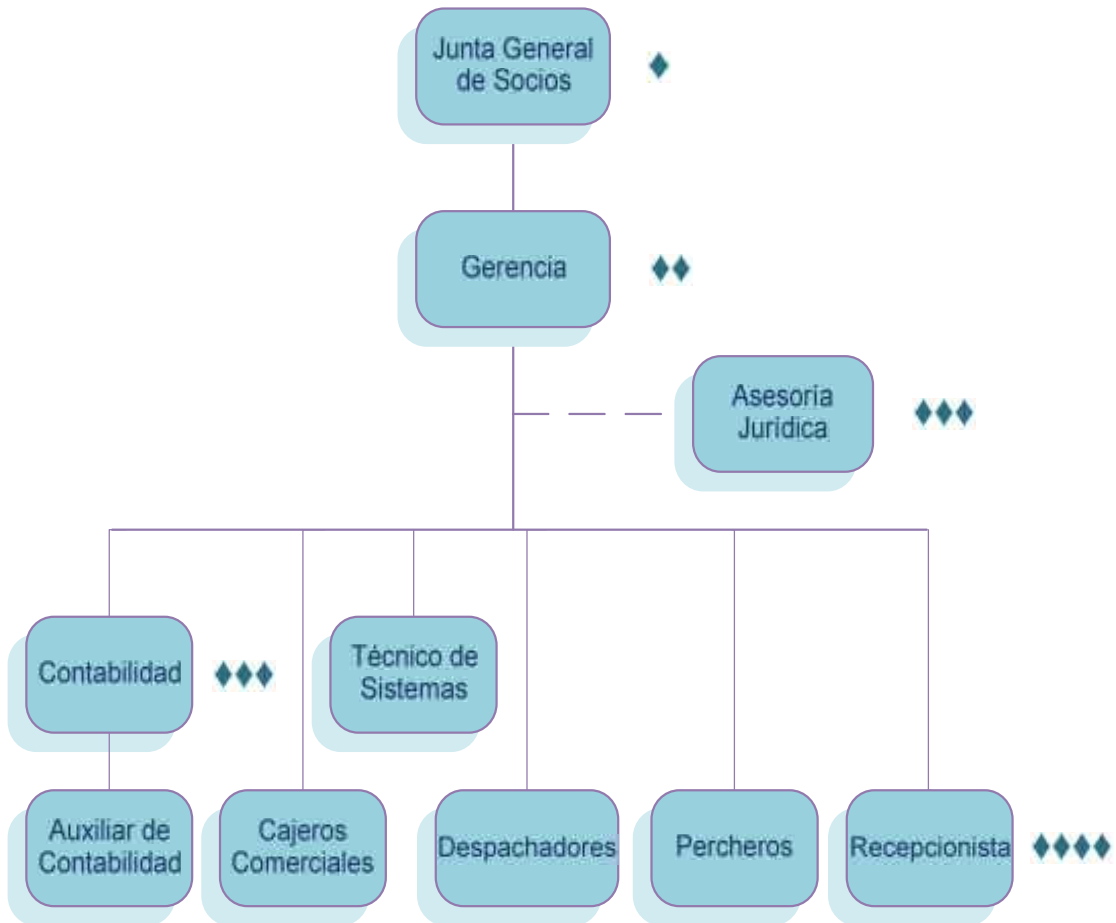 Junta General
de Socios
Gerencia
Asesoría
Jurídica
Contabilidad
Técnico de
Sistemas
Auxiliar de
Contabilidad
Cajeros
Comerciales
Despachadores
Percheros
Recepcionista